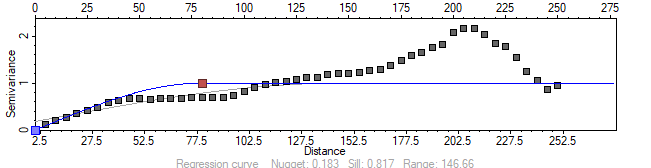 0 25 50 75 100 125 150 175 200 225 250 275
2
1
0
Semivariance
2.5 27.5 52.5 77.5 102.5 127.5 152.5 177.5 202.5 227.5 252.5
Distance
Regression curve Nugget: 0.183 Sill: 0.817 Range: 146.66